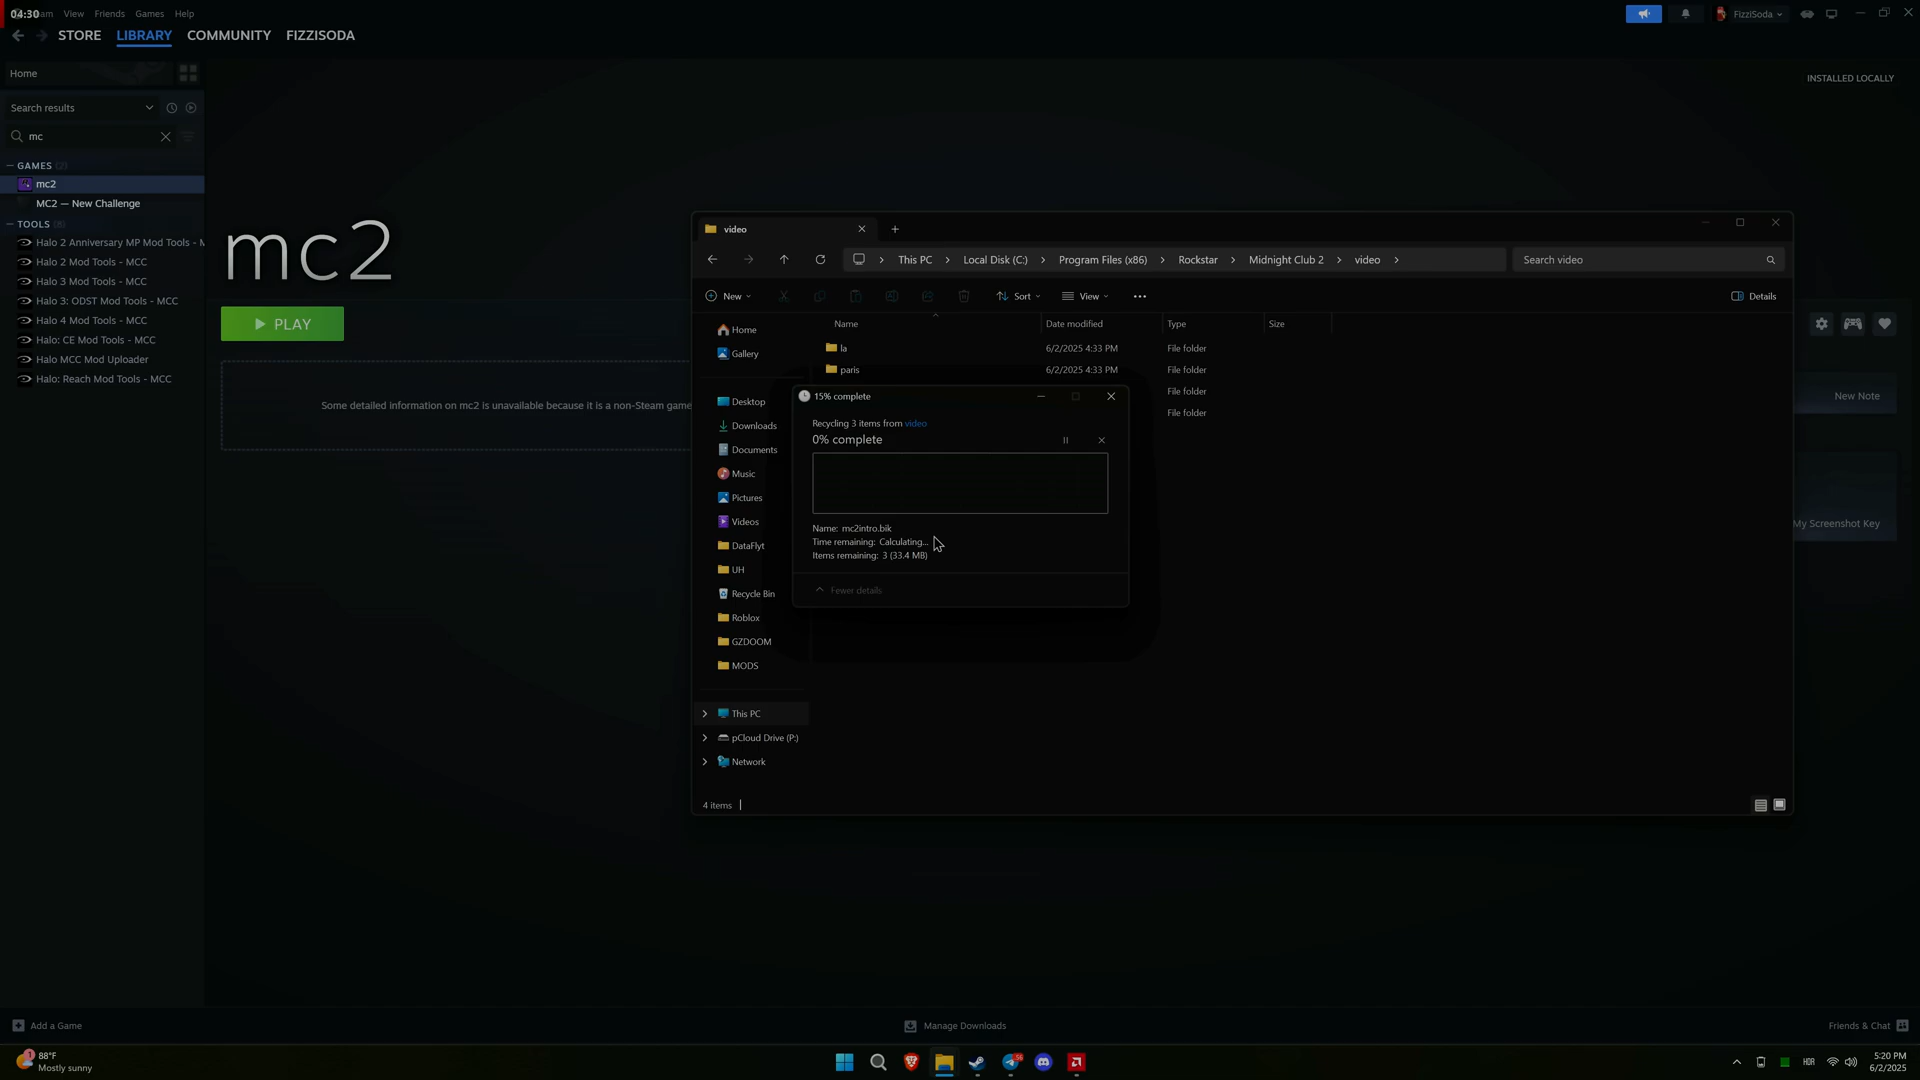 04:30
am
View
Friends
Games
Help
FizziSoda
STORE
LIBRARY
COMMUNITY
FIZZISODA
Home
INSTALLED LOCALLY
Search results
mc
GAMES (2)
mc2
MC2 — New Challenge
TOOLS
Halo 2 Anniversary MP Mod Tools - M
Halo 2 Mod Tools - MCC
Halo 3 Mod Tools - MCC
Halo 3: ODST Mod Tools - MCC
Halo 4 Mod Tools - MCC
Halo: CE Mod Tools - MCC
Halo MCC Mod Uploader
Halo: Reach Mod Tools - MCC
mc2
PLAY
Some detailed information on mc2 is unavailable because it is a non-Steam game
New Note
My Screenshot Key
video
This PC
Local Disk (C:)
Program Files (x86)
Rockstar
Midnight Club 2
video
Search video
New
Sort
View
Details
Name
Date modified
Type
Size
la
6/2/2025 4:33 PM
File folder
paris
6/2/2025 4:33 PM
File folder
File folder
File folder
Home
Gallery
Desktop
Downloads
Documents
Music
Pictures
Videos
DataFlyt
UH
Recycle Bin
Roblox
GZDOOM
MODS
This PC
pCloud Drive (P:)
Network
4 items
15% complete
Recycling 3 items from video
0% complete
Name: mc2intro.bik
Time remaining: Calculating...
Items remaining: 3 (33.4 MB)
Fewer details
Add a Game
Manage Downloads
Friends & Chat
1
88°F
Mostly sunny
56
HDR
5:20 PM
6/2/2025